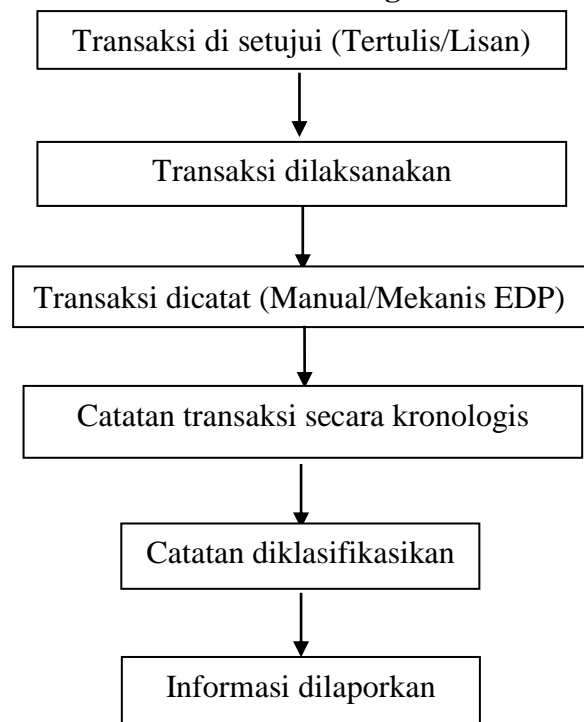 Transaksi di setujui (Tertulis/Lisan)
Transaksi dilaksanakan
Transaksi dicatat (Manual/Mekanis EDP)
Catatan transaksi secara kronologis
Catatan diklasifikasikan
Informasi dilaporkan